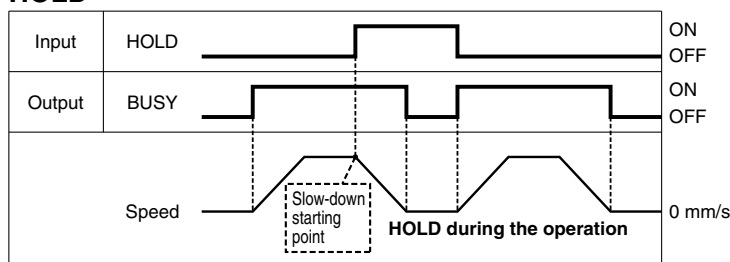 HOLD
Input HOLD ON
OFF
Output BUSY ON
OFF
Speed 0 mm/s
Slow-down
starting
point
HOLD during the operation